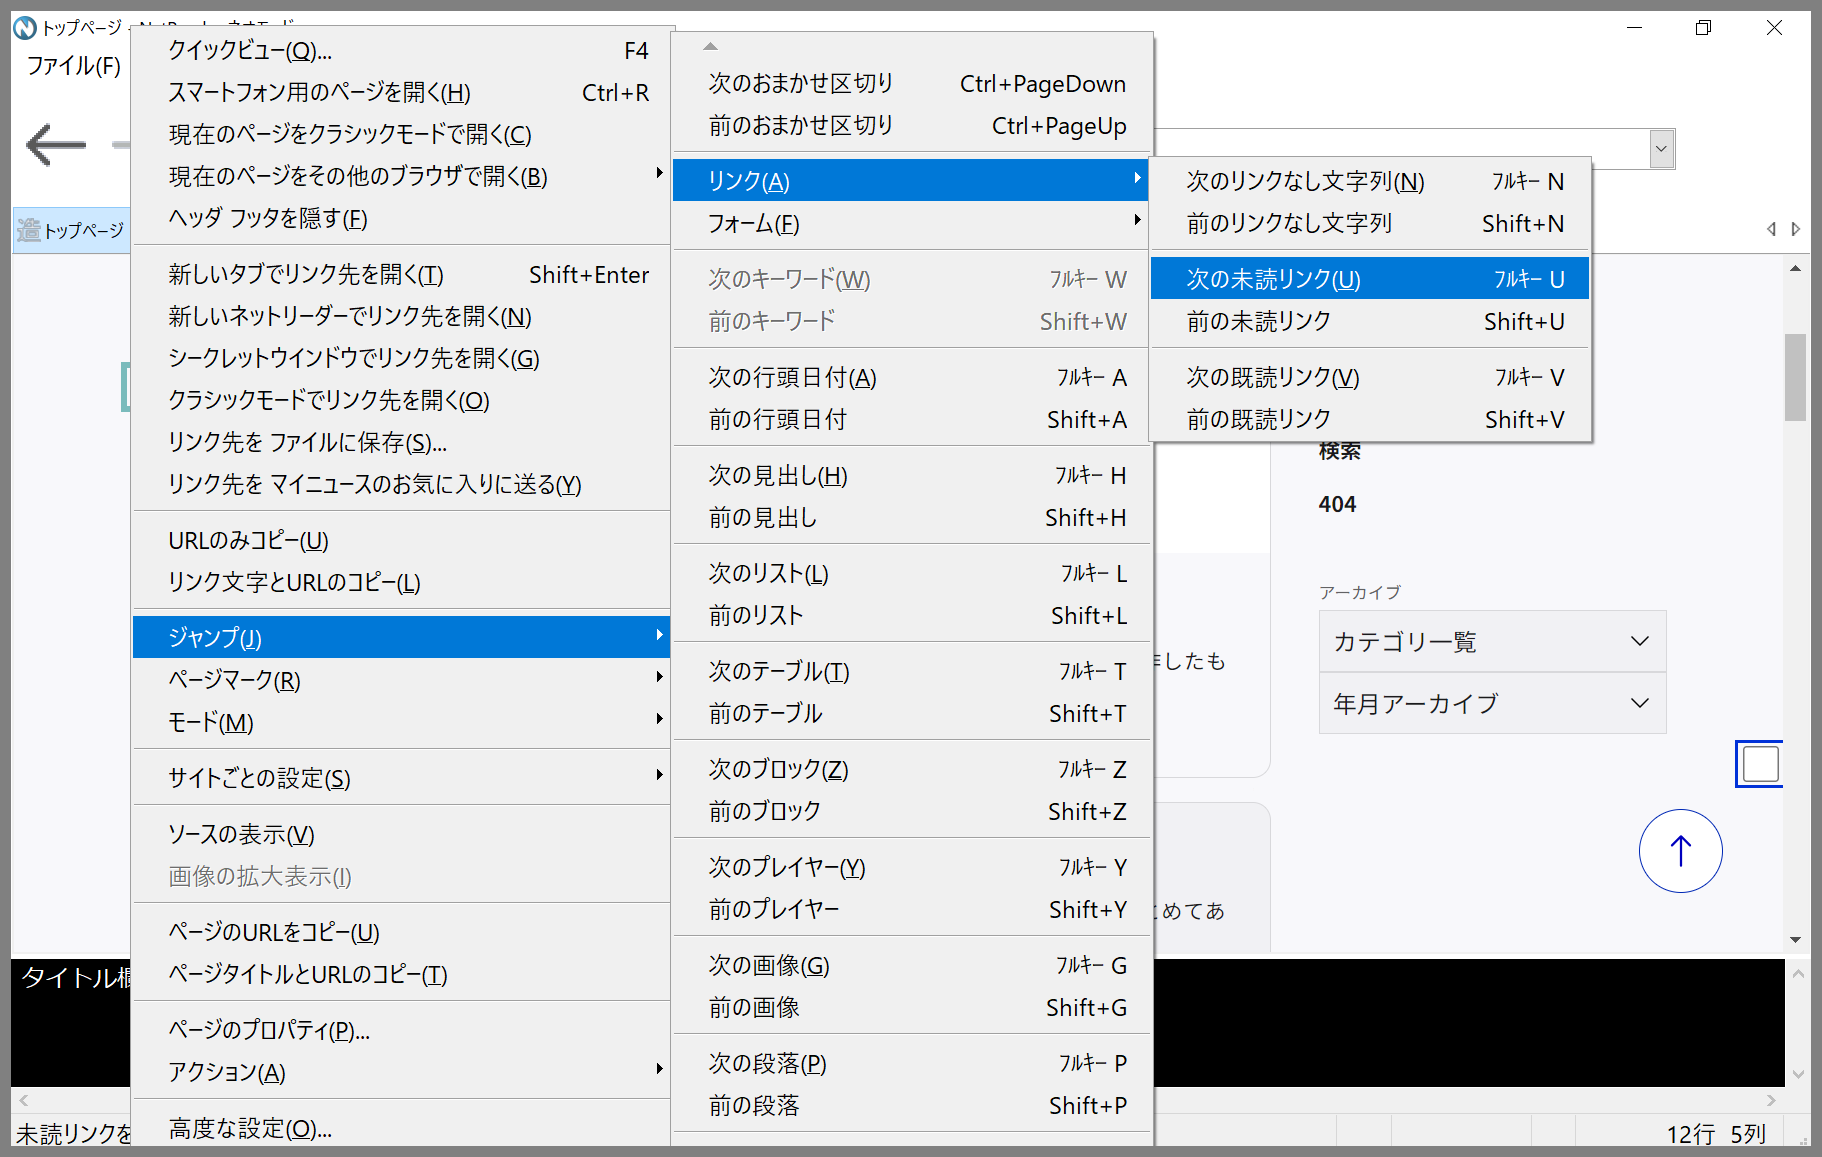 トップページ
ファイル(F)
トップページ
クイックビュー(Q)... F4
スマートフォン用のページを開く(H) Ctrl+R
現在のページをクラシックモードで開く(C)
現在のページをその他のブラウザで開く(B)
ヘッダ フッタを隠す(F)
新しいタブでリンク先を開く(T) Shift+Enter
新しいネットリーダーでリンク先を開く(N)
シークレットウインドウでリンク先を開く(G)
クラシックモードでリンク先を開く(O)
リンク先を ファイルに保存(S)...
リンク先を マイニュースのお気に入りに送る(Y)
URLのみコピー(U)
リンク文字とURLのコピー(L)
ジャンプ(J)
ページマーク(R)
モード(M)
サイトごとの設定(S)
ソースの表示(V)
画像の拡大表示(I)
ページのURLをコピー(U)
ページタイトルとURLのコピー(T)
ページのプロパティ(P)...
アクション(A)
高度な設定(O)...
次のおまかせ区切り Ctrl+PageDown
前のおまかせ区切り Ctrl+PageUp
リンク(A)
フォーム(F)
次のキーワード(W) フルキー W
前のキーワード Shift+W
次の行頭日付(A) フルキー A
前の行頭日付 Shift+A
次の見出し(H) フルキー H
前の見出し Shift+H
次のリスト(L) フルキー L
前のリスト Shift+L
次のテーブル(T) フルキー T
前のテーブル Shift+T
次のブロック(Z) フルキー Z
前のブロック Shift+Z
次のプレイヤー(Y) フルキー Y
前のプレイヤー Shift+Y
次の画像(G) フルキー G
前の画像 Shift+G
次の段落(P) フルキー P
前の段落 Shift+P
次のリンクなし文字列(N) フルキー N
前のリンクなし文字列 Shift+N
次の未読リンク(U) フルキー U
前の未読リンク Shift+U
次の既読リンク(V) フルキー V
前の既読リンク Shift+V
検索
404
アーカイブ
カテゴリ一覧
年月アーカイブ
したも
とめてあ
タイトル
未読リンクを
12行 5列